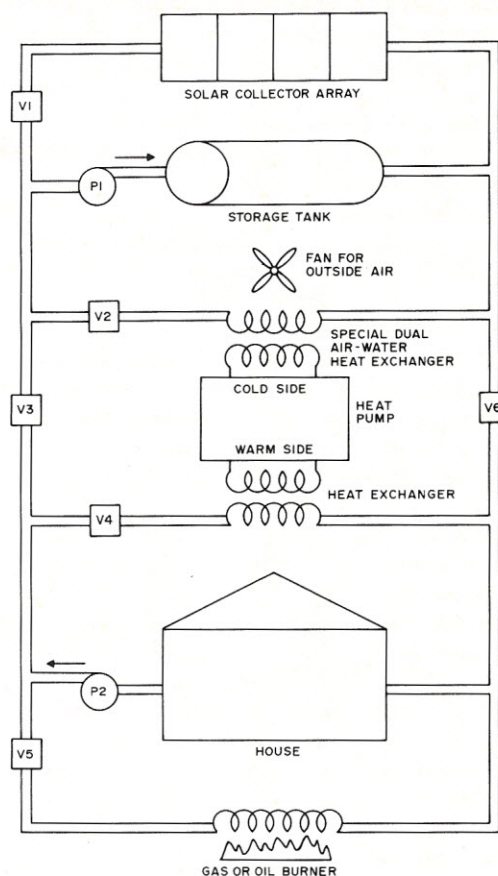 V1
SOLAR COLLECTOR ARRAY
P1
STORAGE TANK
FAN FOR
OUTSIDE AIR
V2
SPECIAL DUAL
AIR-WATER
HEAT EXCHANGER
COLD SIDE
V3
HEAT
PUMP
V6
WARM SIDE
HEAT EXCHANGER
V4
P2
V5
HOUSE
GAS OR OIL BURNER